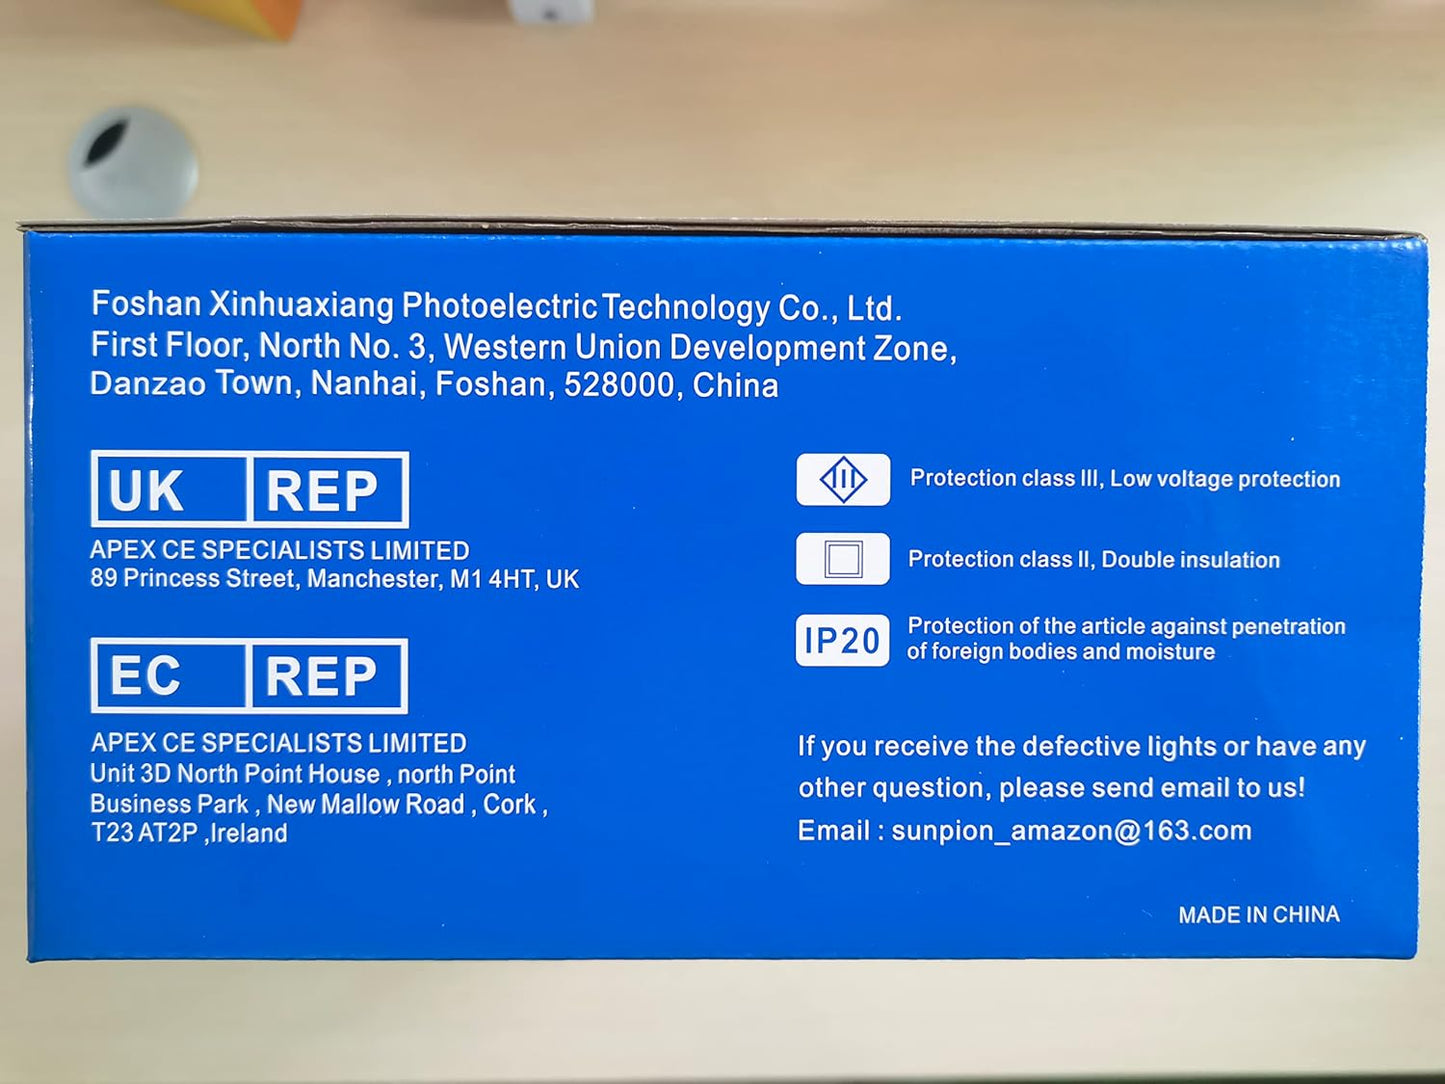 Foshan Xinhuaxiang Photoelectric Technology Co., Ltd.
First Floor, North No. 3, Western Union Development Zone,
Danzao Town, Nanhai, Foshan, 528000, China
UK REP
APEX CE SPECIALISTS LIMITED
89 Princess Street, Manchester, M1 4HT, UK
EC REP
APEX CE SPECIALISTS LIMITED
Unit 3D North Point House , north Point
Business Park , New Mallow Road , Cork ,
T23 AT2P ,Ireland
III
Protection class III, Low voltage protection
Protection class II, Double insulation
IP20
Protection of the article against penetration
of foreign bodies and moisture
If you receive the defective lights or have any
other question, please send email to us!
Email : sunpion_amazon@163.com
MADE IN CHINA